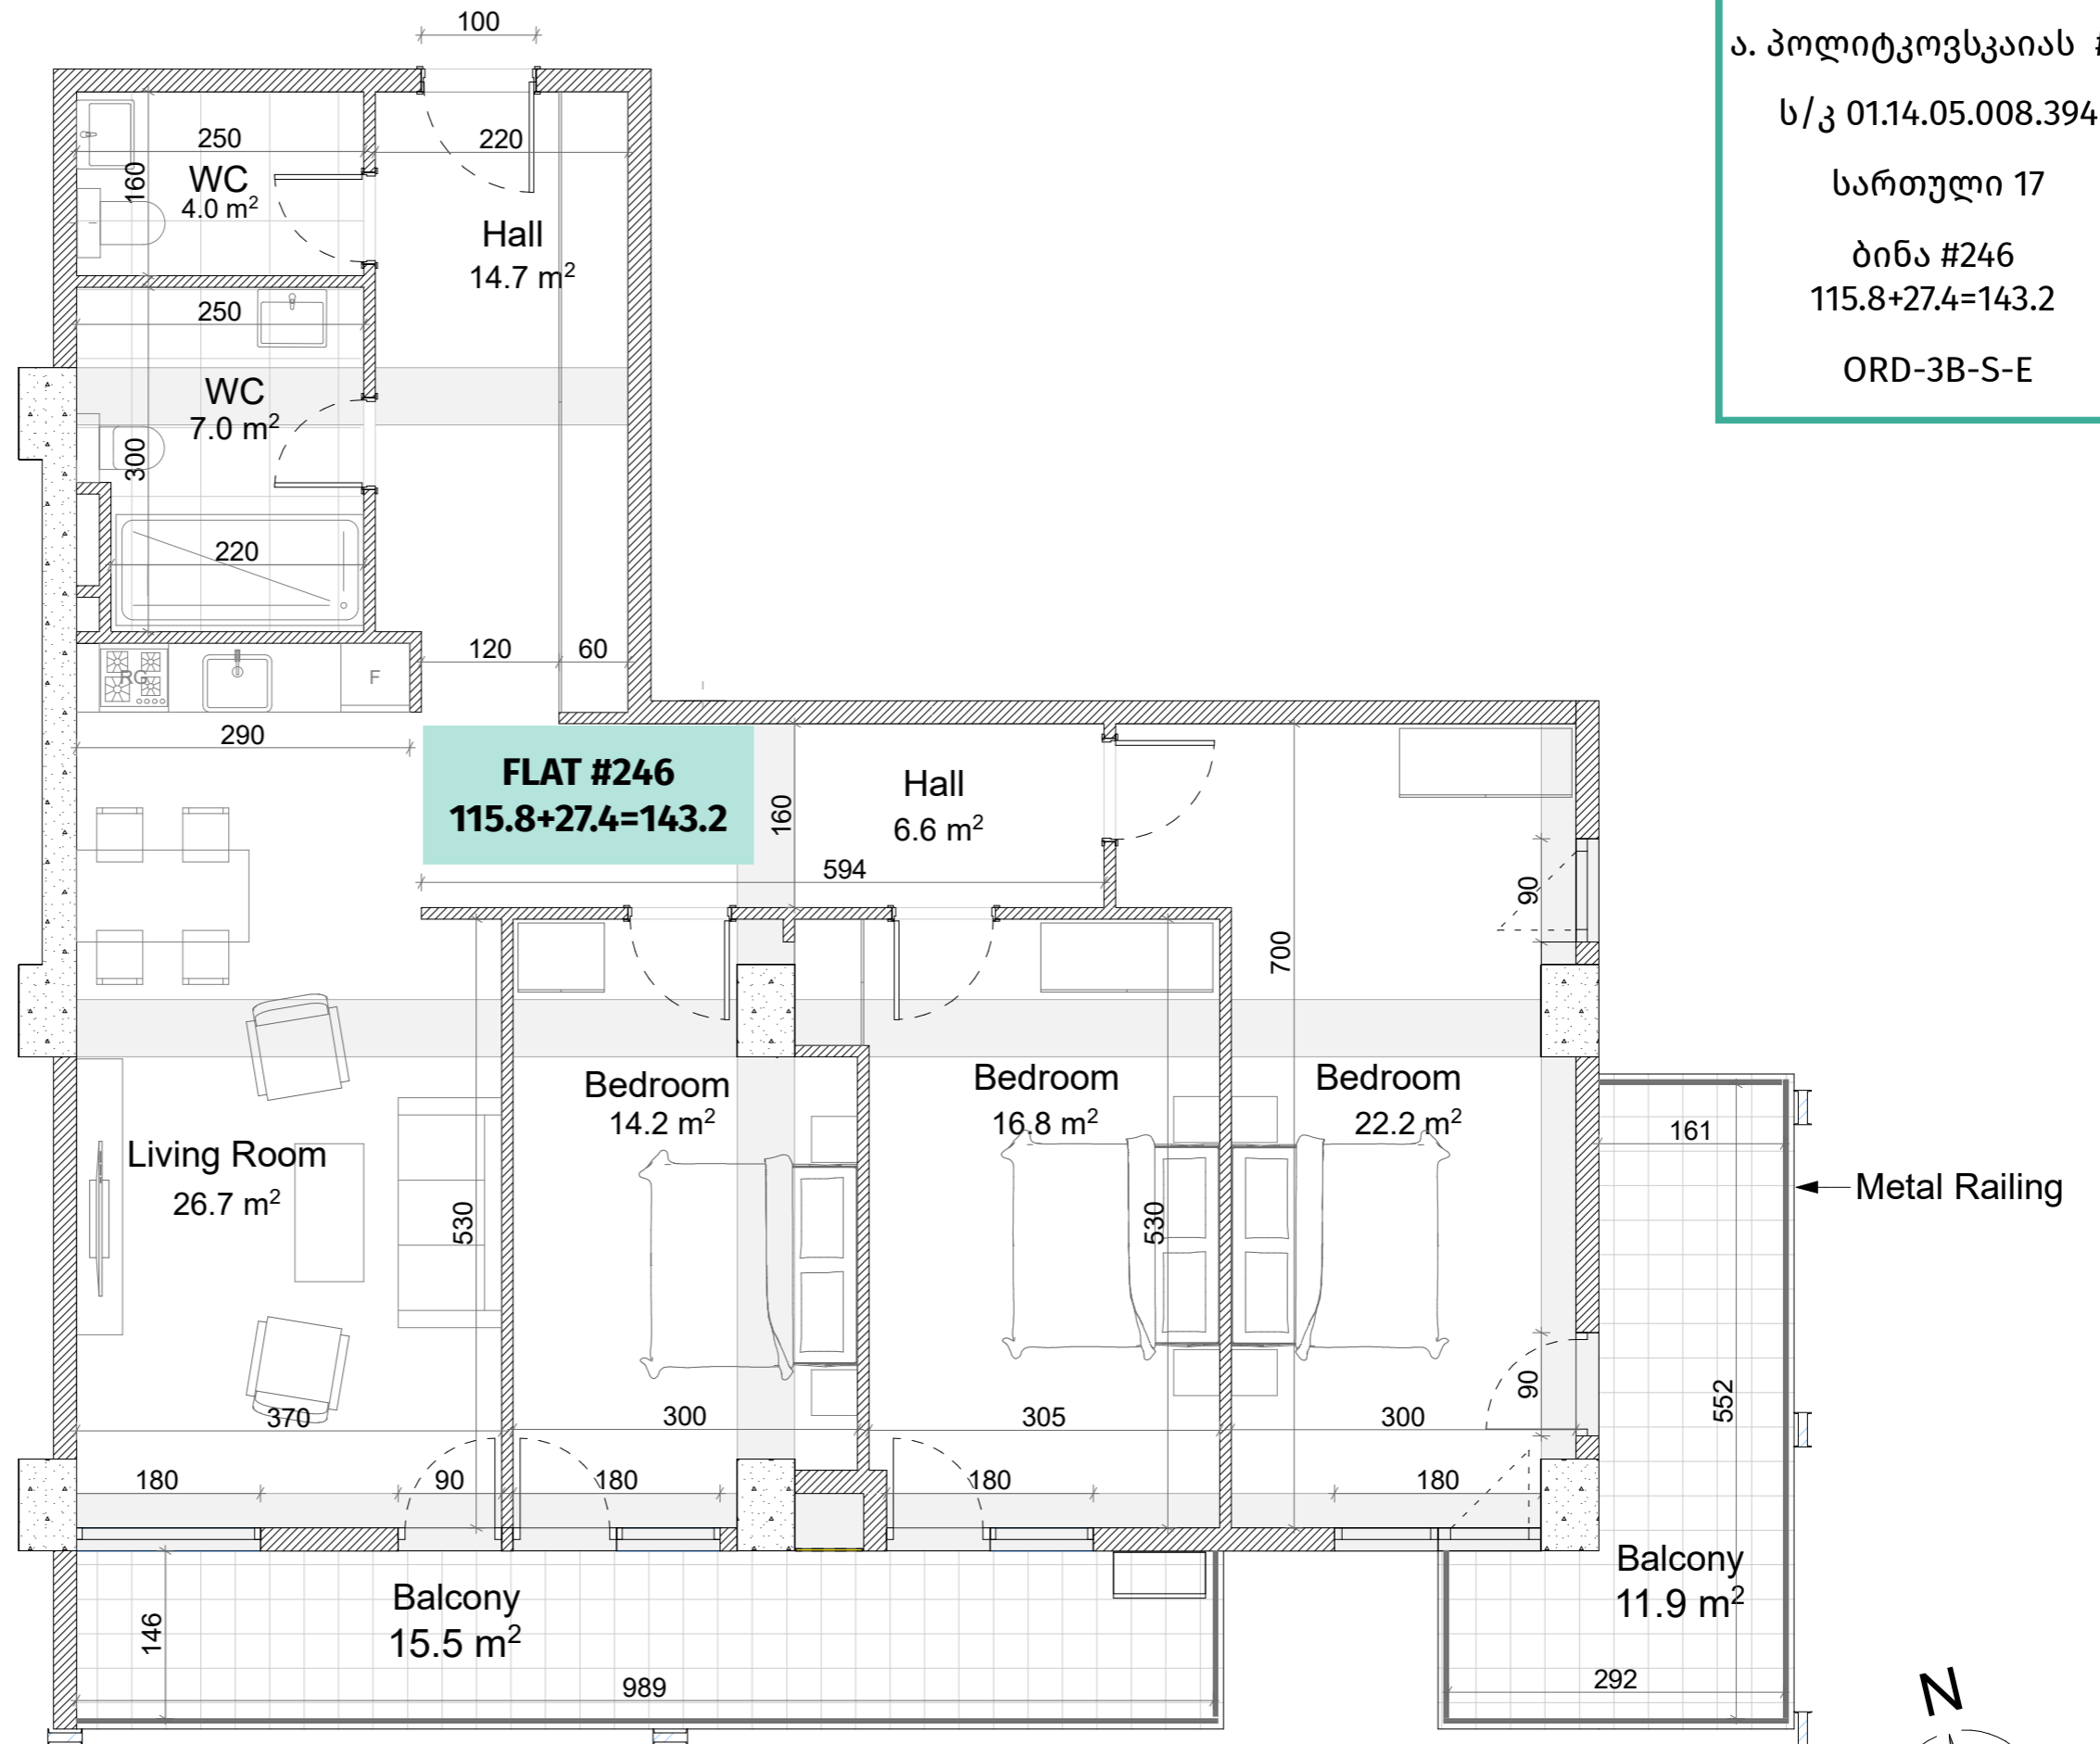 100
ა. პოლიტკოვსკაიას #
ს/კ 01.14.05.008.394
სართული 17
ბინა #246
115.8+27.4=143.2
ORD-3B-S-E
250
220
160
WC
4.0 m²
Hall
14.7 m²
250
WC
7.0 m²
300
220
120
60
RG
F
290
FLAT #246
115.8+27.4=143.2
160
Hall
6.6 m²
594
90
700
Bedroom
14.2 m²
Bedroom
16.8 m²
Bedroom
22.2 m²
161
Metal Railing
Living Room
26.7 m²
530
530
90
552
370
300
305
300
180
90
180
180
180
Balcony
15.5 m²
146
989
Balcony
11.9 m²
292
N